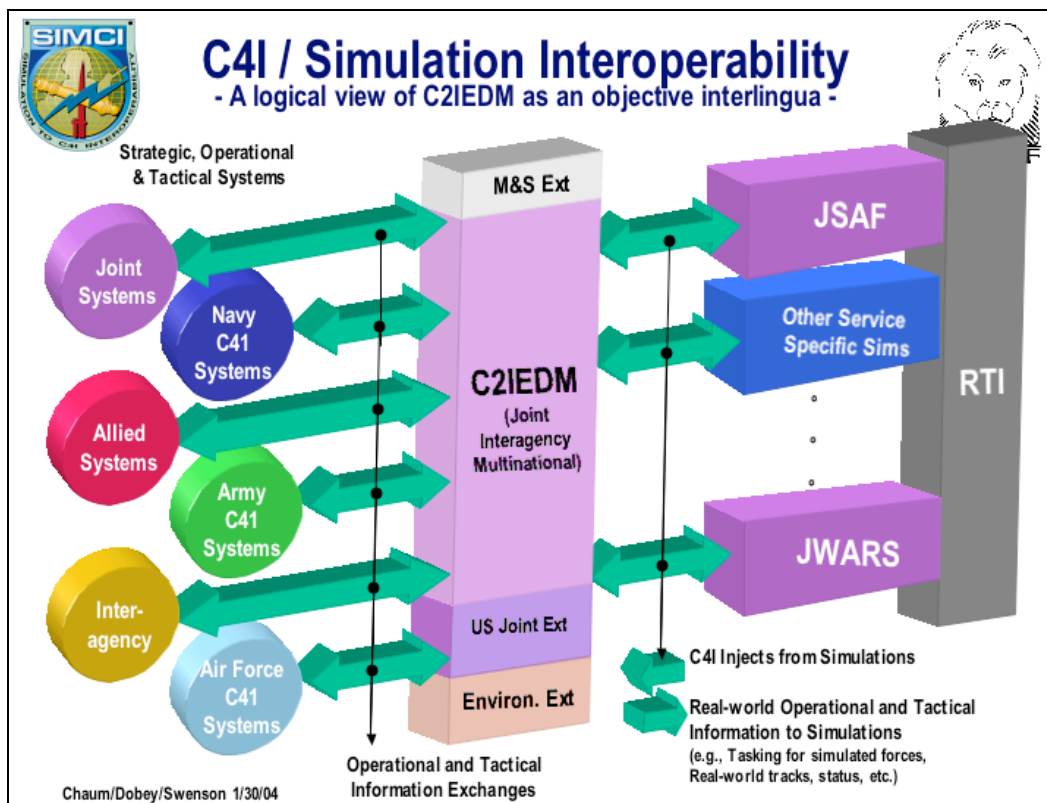 SIMCI
SIMULATION TO C4I INTEROPERABILITY
C4I / Simulation Interoperability
- A logical view of C2IEDM as an objective interlingua -
Strategic, Operational
& Tactical Systems
Joint
Systems
Navy
C41
Systems
Allied
Systems
Army
C41
Systems
Inter-
agency
Air Force
C41
Systems
M&S Ext
C2IEDM
(Joint
Interagency
Multinational)
US Joint Ext
Environ. Ext
JSAF
Other Service
Specific Sims
JWARS
RTI
C4I Injects from Simulations
Real-world Operational and Tactical
Information to Simulations
(e.g., Tasking for simulated forces,
Real-world tracks, status, etc.)
Operational and Tactical
Information Exchanges
Chaum/Dobey/Swenson 1/30/04